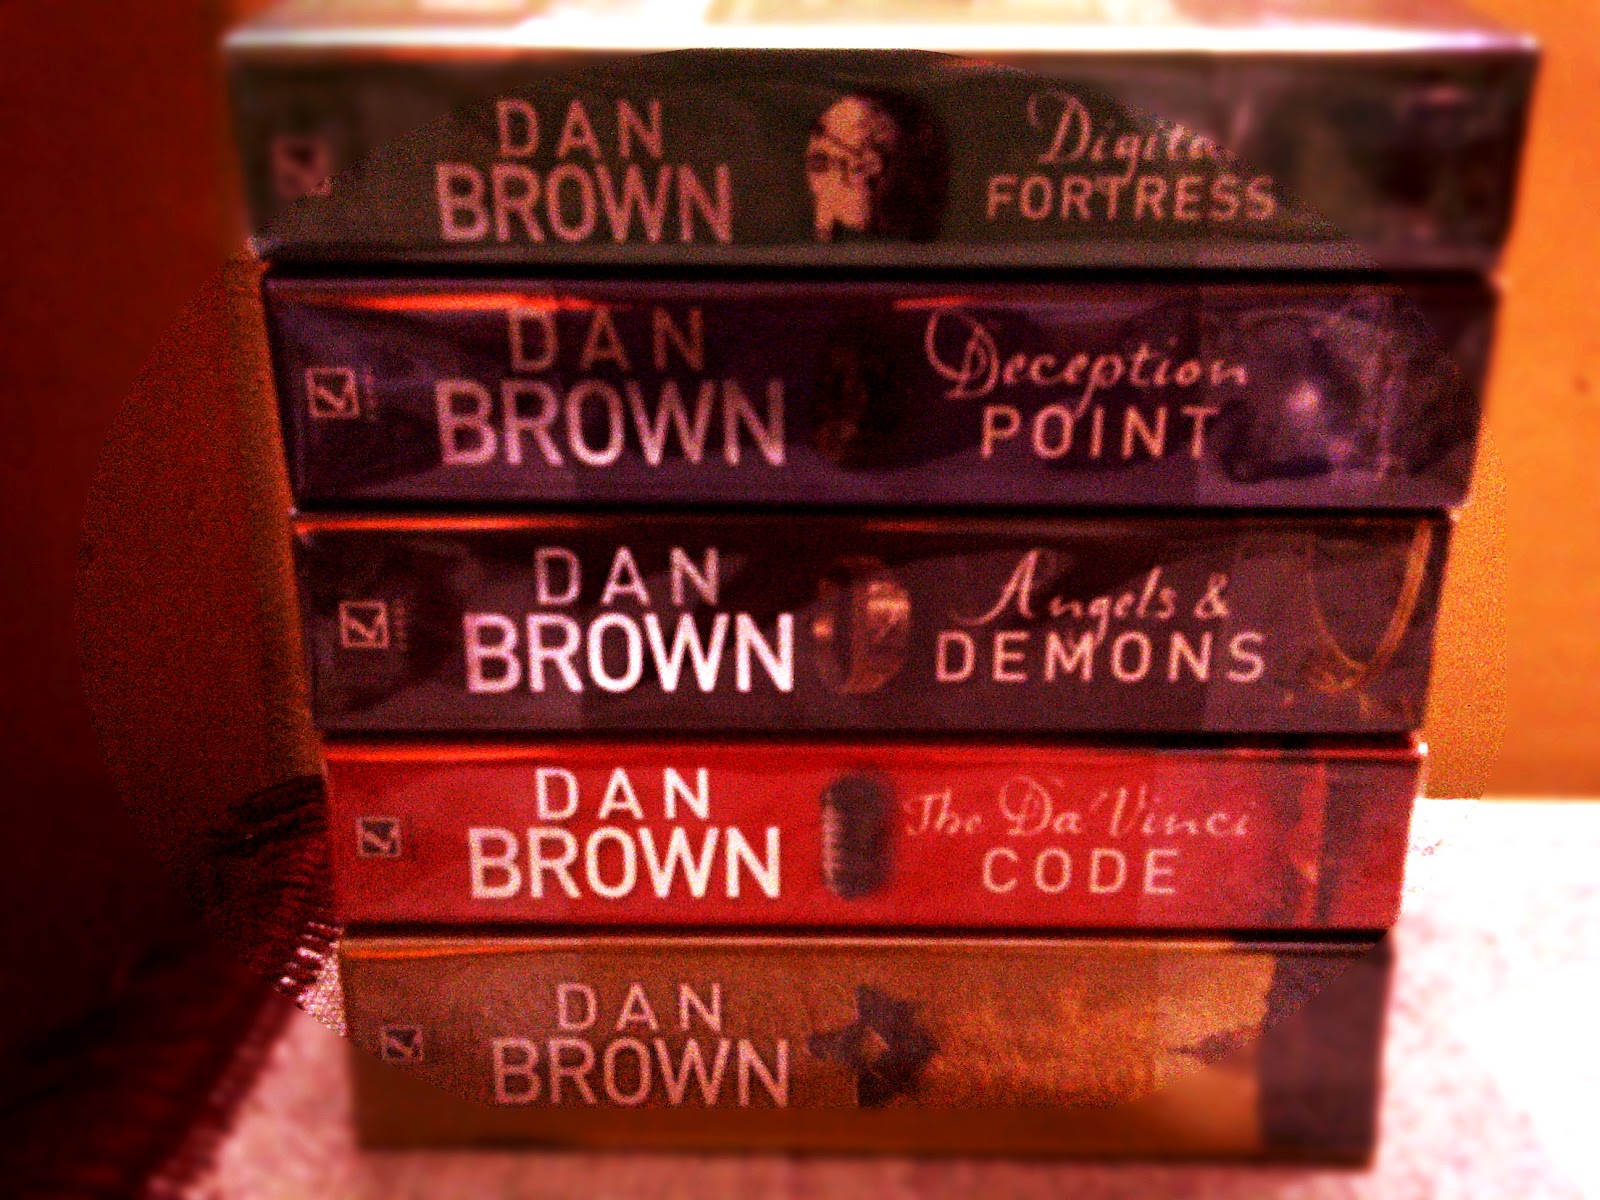 DAN
BROWN
Digital
FORTRESS
DAN
BROWN
Deception
POINT
DAN
BROWN
Angels &
DEMONS
DAN
BROWN
The Da Vinci
CODE
DAN
BROWN